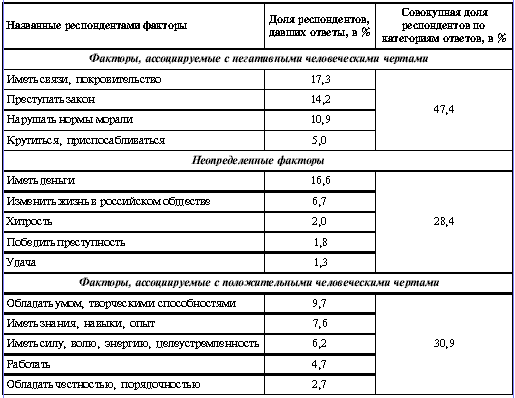 Названные респондентами факторы Доля респондентов, давших ответы, в % Совокупная доля респондентов по категориям ответов, в %
Факторы, ассоциируемые с негативными человеческими чертами
Иметь связи, покровительство 17,3
Преступать закон 14,2
47,4
Нарушать нормы морали 10,9
Крутиться, приспосабливаться 5,0
Неопределенные факторы
Иметь деньги 16,6
Изменить жизнь в российском обществе 6,7
Хитрость 2,0 28,4
Победить преступность 1,8
Удача 1,3
Факторы, ассоциируемые с положительными человеческими чертами
Обладать умом, творческими способностями 9,7
Иметь знания, навыки, опыт 7,6
Иметь силу, волю, энергию, целеустремленность 6,2 30,9
Работать 4,7
Обладать честностью, порядочностью 2,7